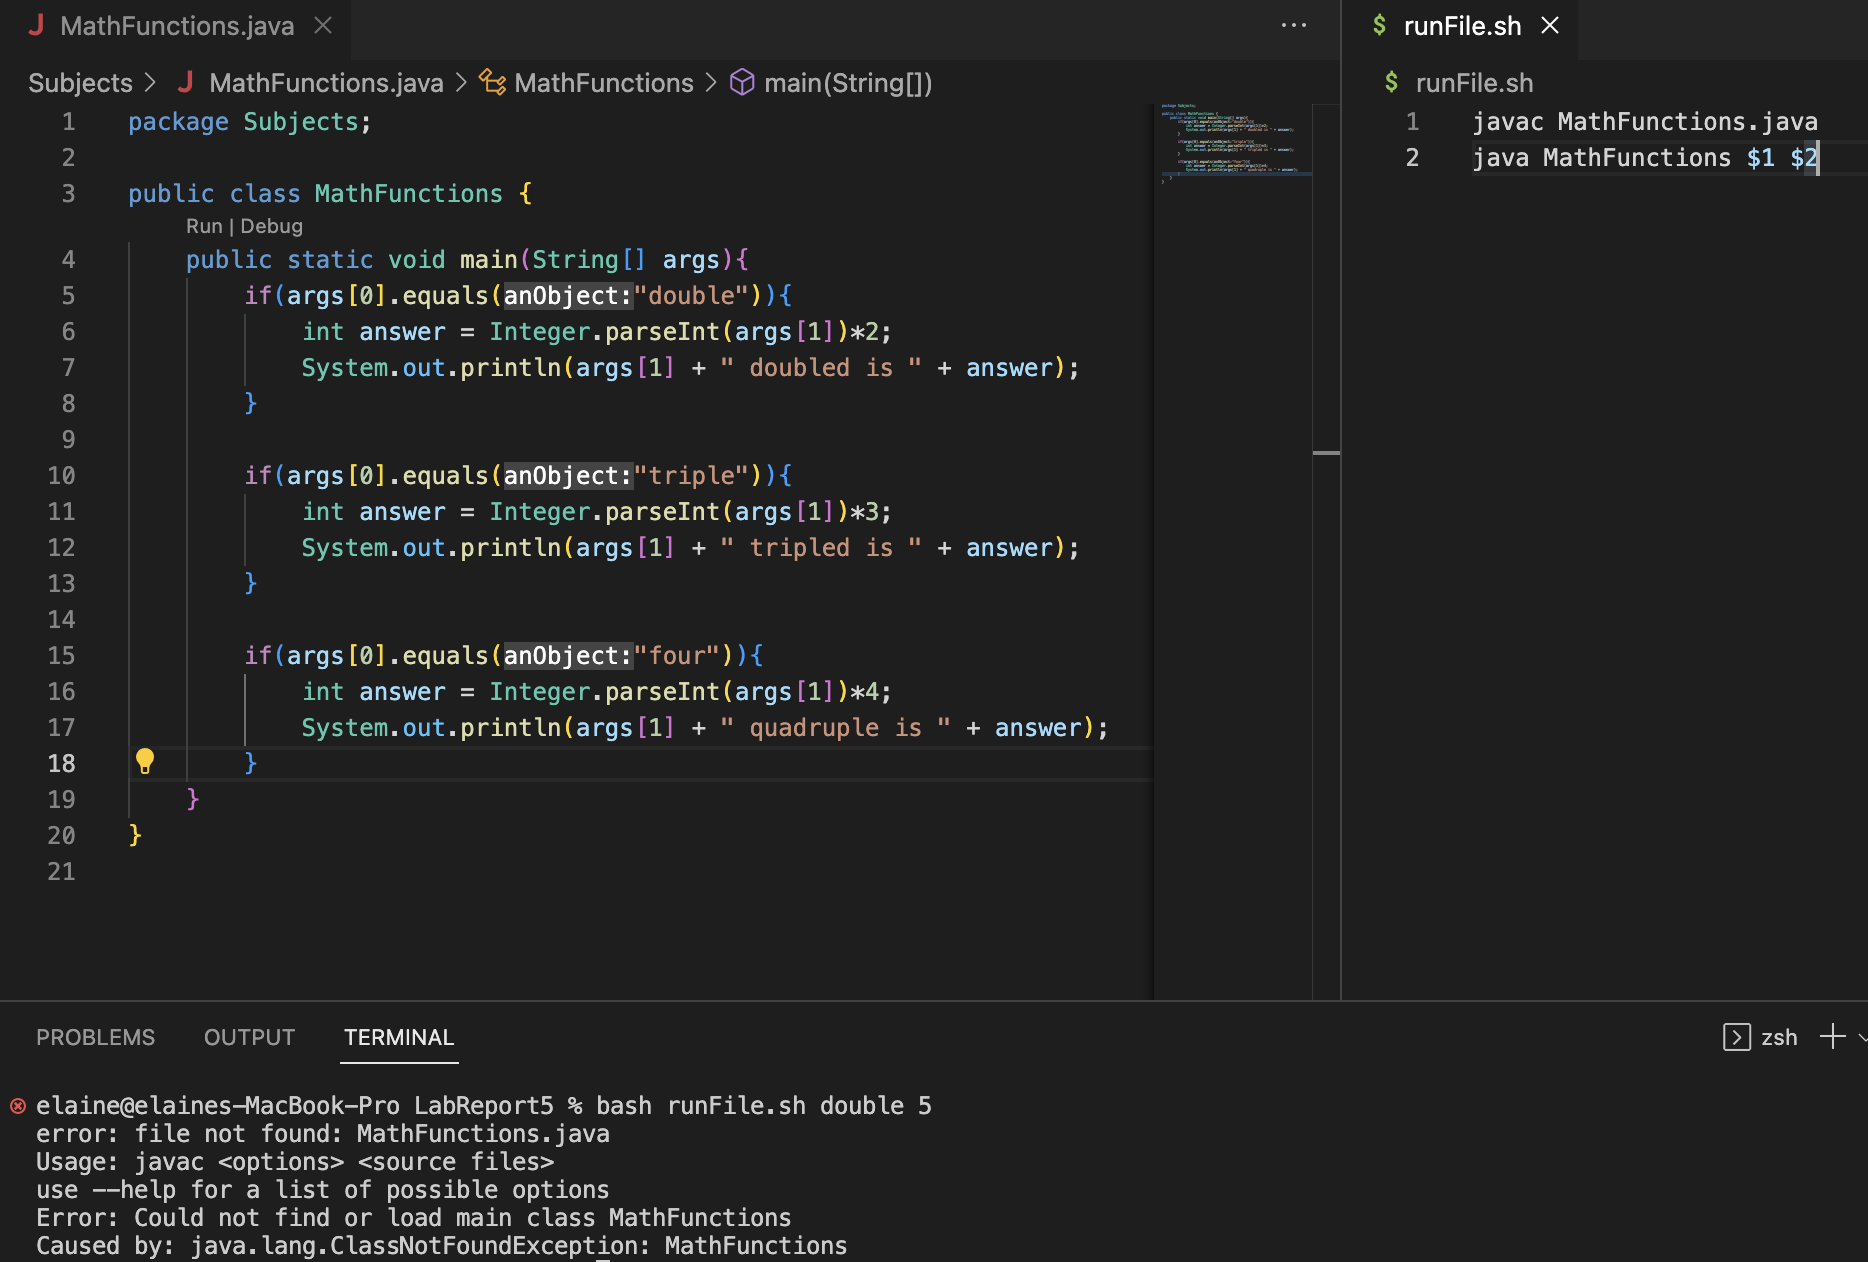 MathFunctions.java
Subjects > MathFunctions.java > MathFunctions > main(String[])
1 package Subjects;
2
3 public class MathFunctions {
Run | Debug
4 public static void main(String[] args){
5 if(args[0].equals(anObject:"double")){
6 int answer = Integer.parseInt(args[1])*2;
7 System.out.println(args[1] + " doubled is " + answer);
8 }
9
10 if(args[0].equals(anObject:"triple")){
11 int answer = Integer.parseInt(args[1])*3;
12 System.out.println(args[1] + " tripled is " + answer);
13 }
14
15 if(args[0].equals(anObject:"four")){
16 int answer = Integer.parseInt(args[1])*4;
17 System.out.println(args[1] + " quadruple is " + answer);
18 }
19 }
20 }
21
$ runFile.sh
$ runFile.sh
1 javac MathFunctions.java
2 java MathFunctions $1 $2
PROBLEMS OUTPUT TERMINAL
zsh
elaine@elaines-MacBook-Pro LabReport5 % bash runFile.sh double 5
error: file not found: MathFunctions.java
Usage: javac <options> <source files>
use --help for a list of possible options
Error: Could not find or load main class MathFunctions
Caused by: java.lang.ClassNotFoundException: MathFunctions